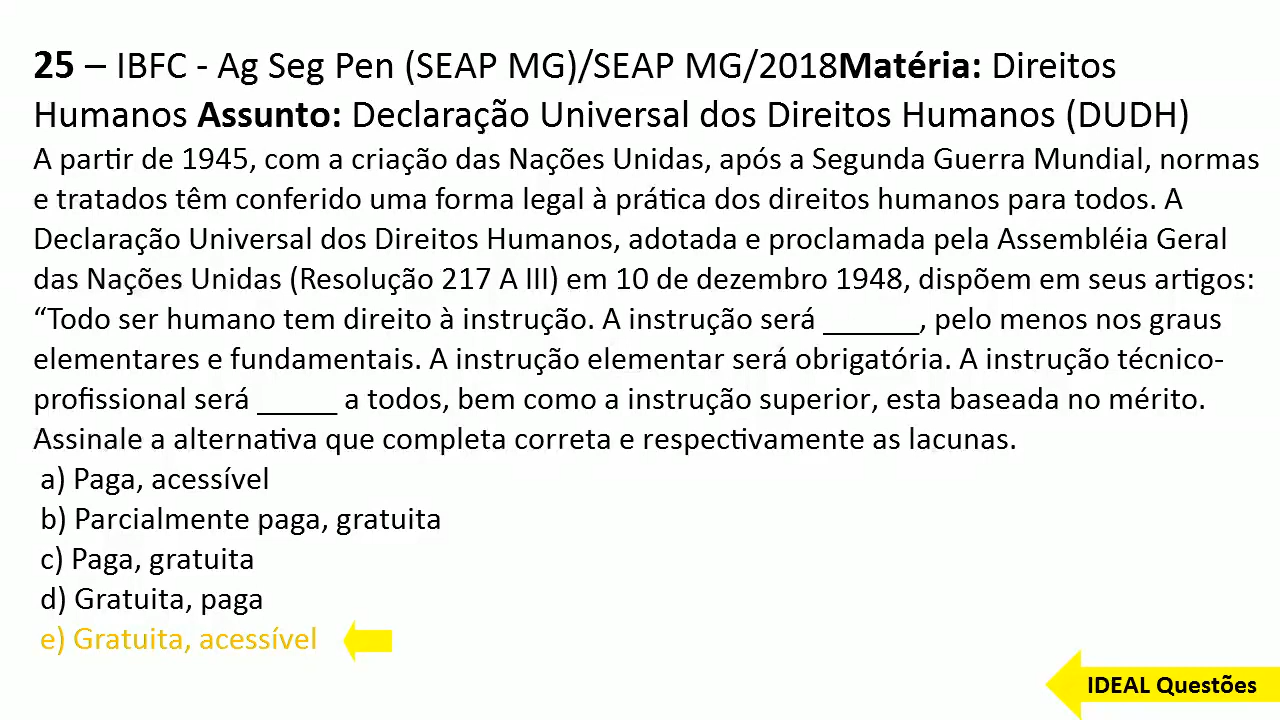 25 – IBFC - Ag Seg Pen (SEAP MG)/SEAP MG/2018Matéria: Direitos
Humanos Assunto: Declaração Universal dos Direitos Humanos (DUDH)
A partir de 1945, com a criação das Nações Unidas, após a Segunda Guerra Mundial, normas
e tratados têm conferido uma forma legal à prática dos direitos humanos para todos. A
Declaração Universal dos Direitos Humanos, adotada e proclamada pela Assembléia Geral
das Nações Unidas (Resolução 217 A III) em 10 de dezembro 1948, dispõem em seus artigos:
“Todo ser humano tem direito à instrução. A instrução será ______, pelo menos nos graus
elementares e fundamentais. A instrução elementar será obrigatória. A instrução técnico-
profissional será _____ a todos, bem como a instrução superior, esta baseada no mérito.
Assinale a alternativa que completa correta e respectivamente as lacunas.
a) Paga, acessível
b) Parcialmente paga, gratuita
c) Paga, gratuita
d) Gratuita, paga
e) Gratuita, acessível
IDEAL Questões